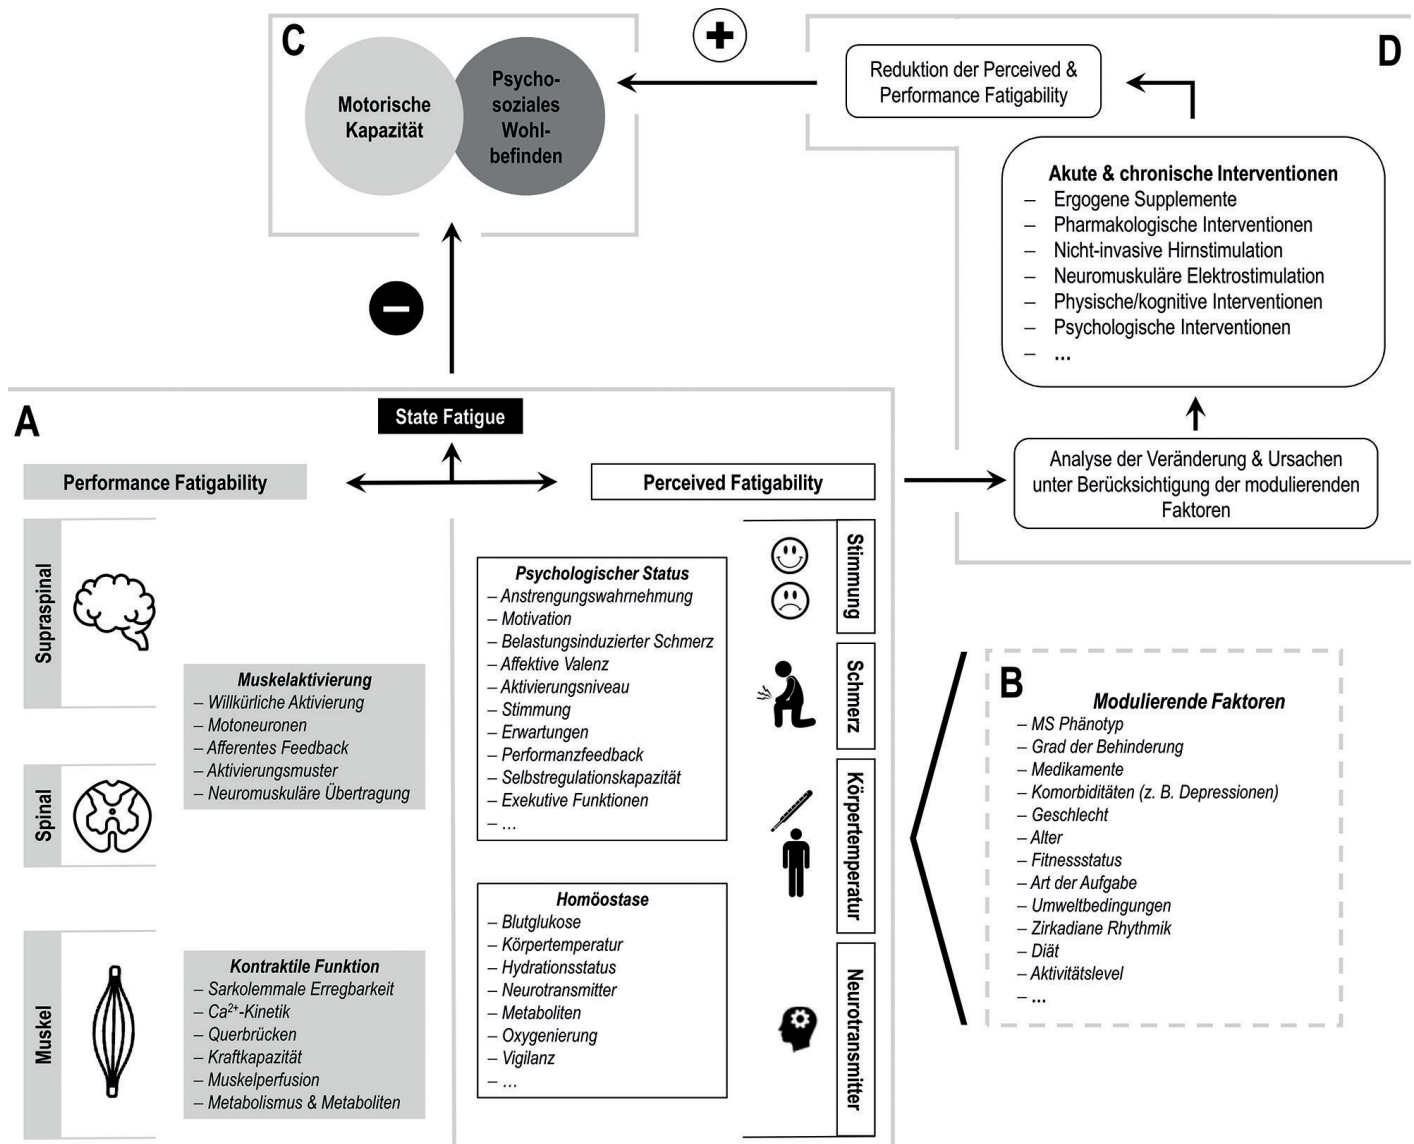 C
Motorische
Kapazität
Psycho-
soziales
Wohl-
befinden
+
D
Reduktion der Perceived &
Performance Fatigability
Akute & chronische Interventionen
– Ergogene Supplemente
– Pharmakologische Interventionen
– Nicht-invasive Hirnstimulation
– Neuromuskuläre Elektrostimulation
– Physische/kognitive Interventionen
– Psychologische Interventionen
– ...
Analyse der Veränderung & Ursachen
unter Berücksichtigung der modulierenden
Faktoren
–
A
State Fatigue
Performance Fatigability
Perceived Fatigability
Supraspinal
Spinal
Muskel
Muskelaktivierung
– Willkürliche Aktivierung
– Motoneuronen
– Afferentes Feedback
– Aktivierungsmuster
– Neuromuskuläre Übertragung
Kontraktile Funktion
– Sarkolemmale Erregbarkeit
– Ca²⁺-Kinetik
– Querbrücken
– Kraftkapazität
– Muskelperfusion
– Metabolismus & Metaboliten
Psychologischer Status
– Anstrengungswahrnehmung
– Motivation
– Belastungsinduzierter Schmerz
– Affektive Valenz
– Aktivierungsniveau
– Stimmung
– Erwartungen
– Performanzfeedback
– Selbstregulationskapazität
– Exekutive Funktionen
– ...
Homöostase
– Blutglukose
– Körpertemperatur
– Hydrationsstatus
– Neurotransmitter
– Metaboliten
– Oxygenierung
– Vigilanz
– ...
Stimmung
Schmerz
Körpertemperatur
Neurotransmitter
B
Modulierende Faktoren
– MS Phänotyp
– Grad der Behinderung
– Medikamente
– Komorbiditäten (z. B. Depressionen)
– Geschlecht
– Alter
– Fitnessstatus
– Art der Aufgabe
– Umweltbedingungen
– Zirkadiane Rhythmik
– Diät
– Aktivitätslevel
– ...